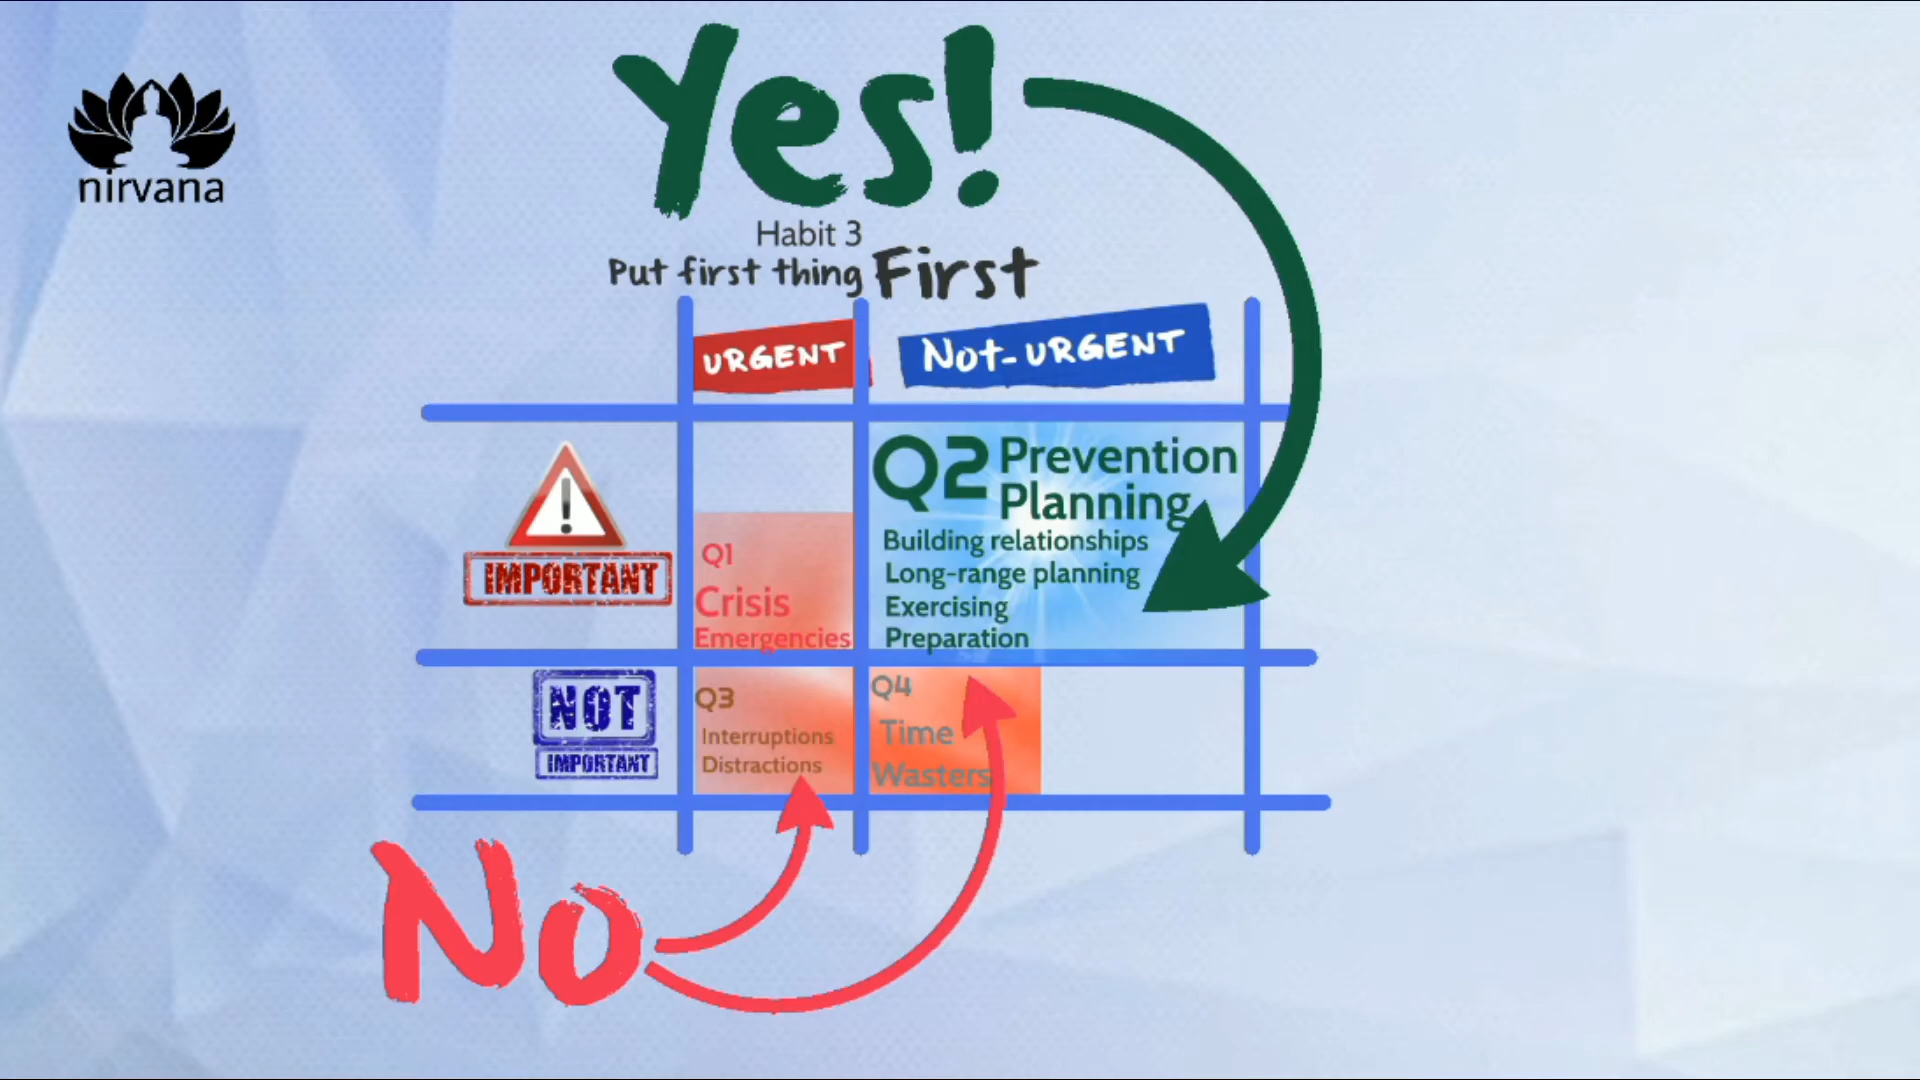 nirvana
Yes!
Habit 3
Put first thing First
URGENT
Not-URGENT
IMPORTANT
Q1
Crisis
Emergencies
Q2 Prevention
Planning
Building relationships
Long-range planning
Exercising
Preparation
NOT
IMPORTANT
Q3
Interruptions
Distractions
Q4
Time
Wasters
No